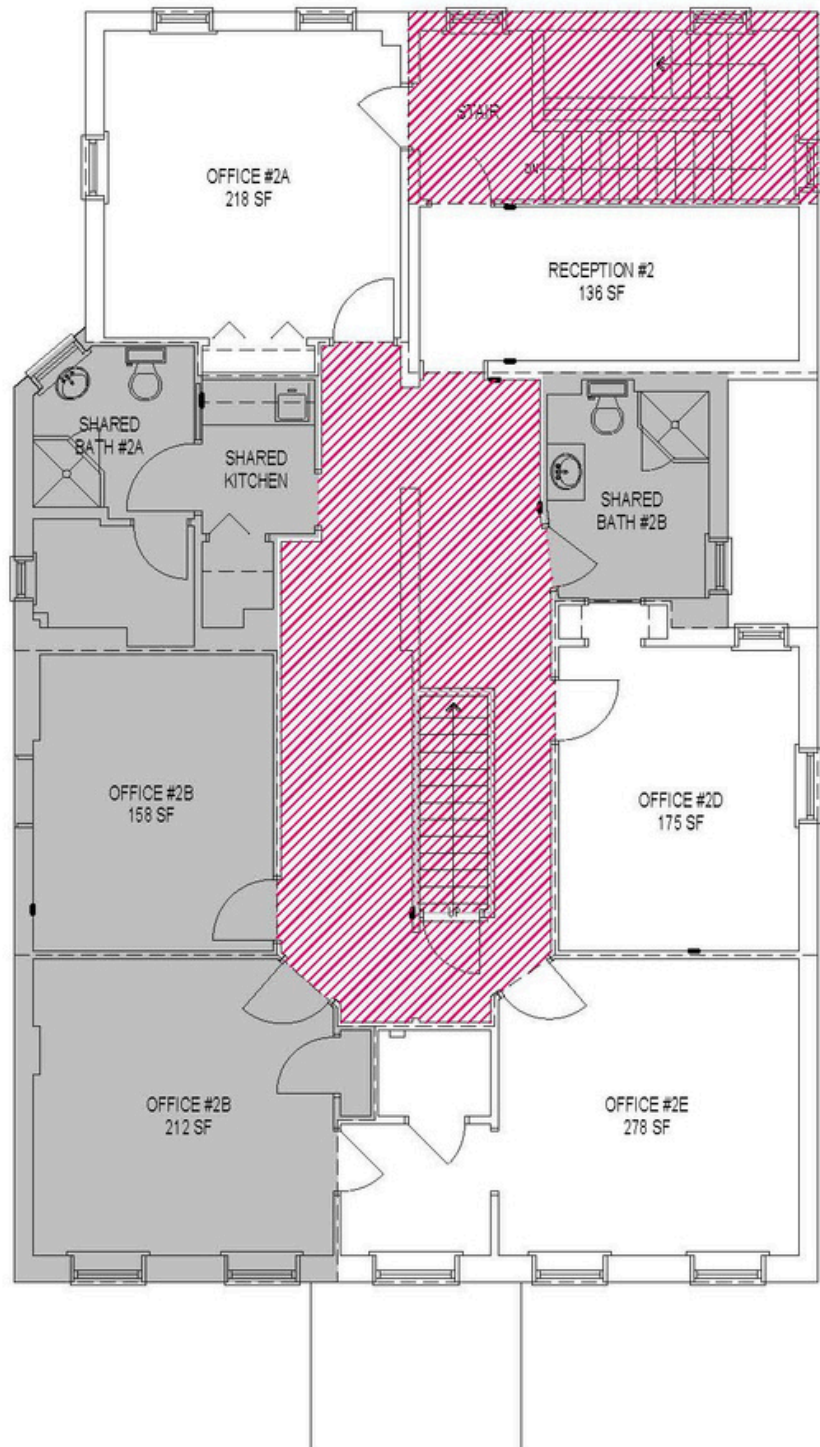 OFFICE #2A
218 SF
STAIR
DN
RECEPTION #2
136 SF
SHARED
BATH #2A
SHARED
KITCHEN
SHARED
BATH #2B
OFFICE #2B
158 SF
OFFICE #2D
175 SF
UP
OFFICE #2B
212 SF
OFFICE #2E
278 SF